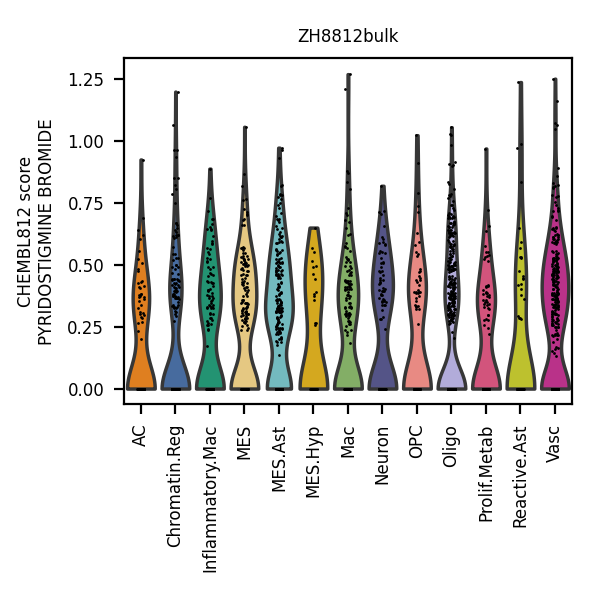 ZH8812bulk
CHEMBL812 score
PYRIDOSTIGMINE BROMIDE
1.25
1.00
0.75
0.50
0.25
0.00
AC
Chromatin.Reg
Inflammatory.Mac
MES
MES.Ast
MES.Hyp
Mac
Neuron
OPC
Oligo
Prolif.Metab
Reactive.Ast
Vasc